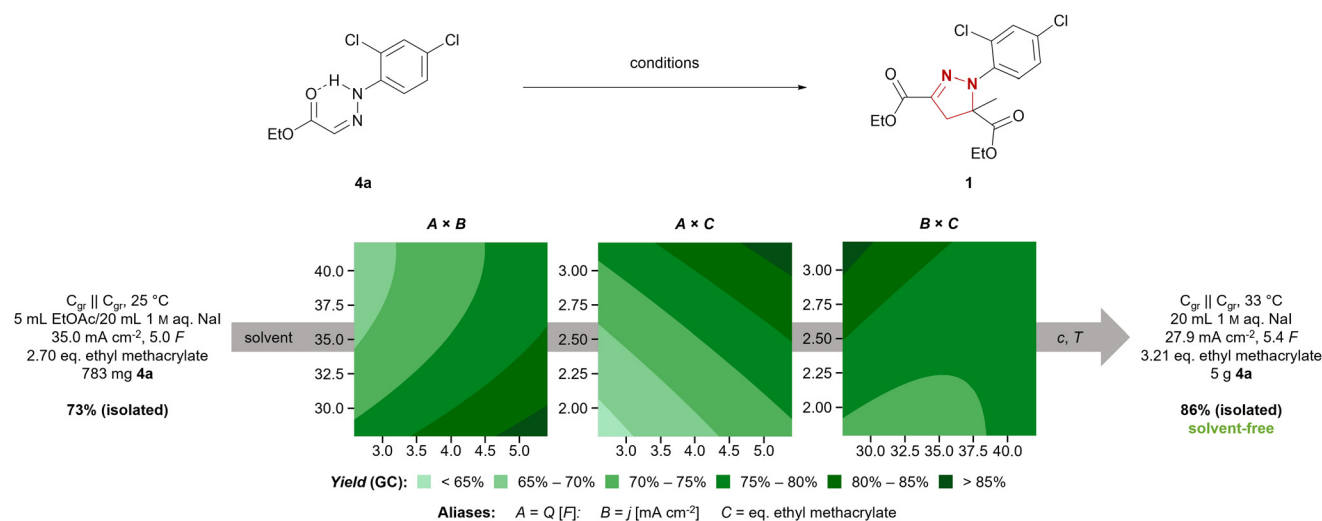 Cl
Cl
H
O
N
N
EtO
4a
conditions
Cl
Cl
N
N
O
EtO
O
EtO
1
A × B
A × C
B × C
C_gr || C_gr, 25 °C
5 mL EtOAc/20 mL 1 M aq. NaI
35.0 mA cm-2, 5.0 F
2.70 eq. ethyl methacrylate
783 mg 4a
73% (isolated)
solvent
40.0
37.5
35.0
32.5
30.0
3.0 3.5 4.0 4.5 5.0
3.00
2.75
2.50
2.25
2.00
3.0 3.5 4.0 4.5 5.0
3.00
2.75
2.50
2.25
2.00
30.0 32.5 35.0 37.5 40.0
c, T
C_gr || C_gr, 33 °C
20 mL 1 M aq. NaI
27.9 mA cm-2, 5.4 F
3.21 eq. ethyl methacrylate
5 g 4a
86% (isolated)
solvent-free
Yield (GC): < 65% 65% – 70% 70% – 75% 75% – 80% 80% – 85% > 85%
Aliases: A = Q [F]: B = j [mA cm-2] C = eq. ethyl methacrylate